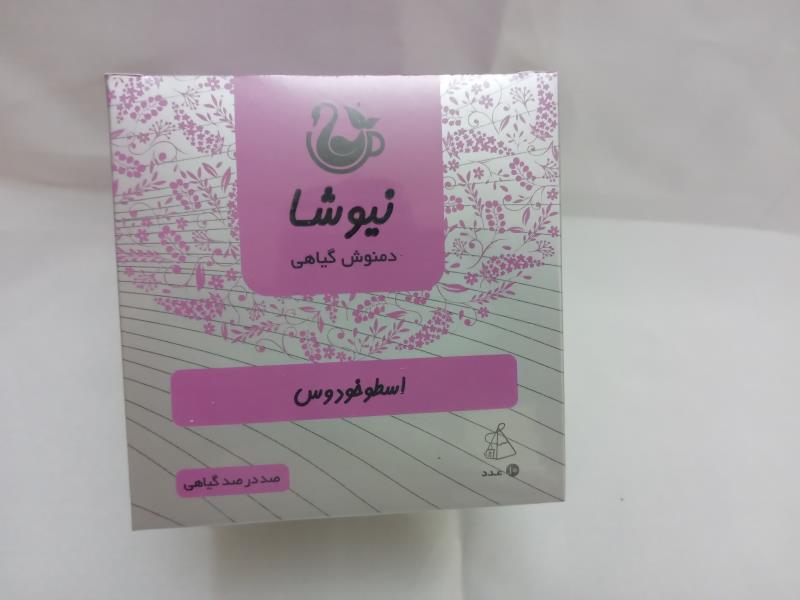 نیوشا
دمنوش گیاهی
اسطوخودوس
۱۰ عدد
صد در صد گیاهی